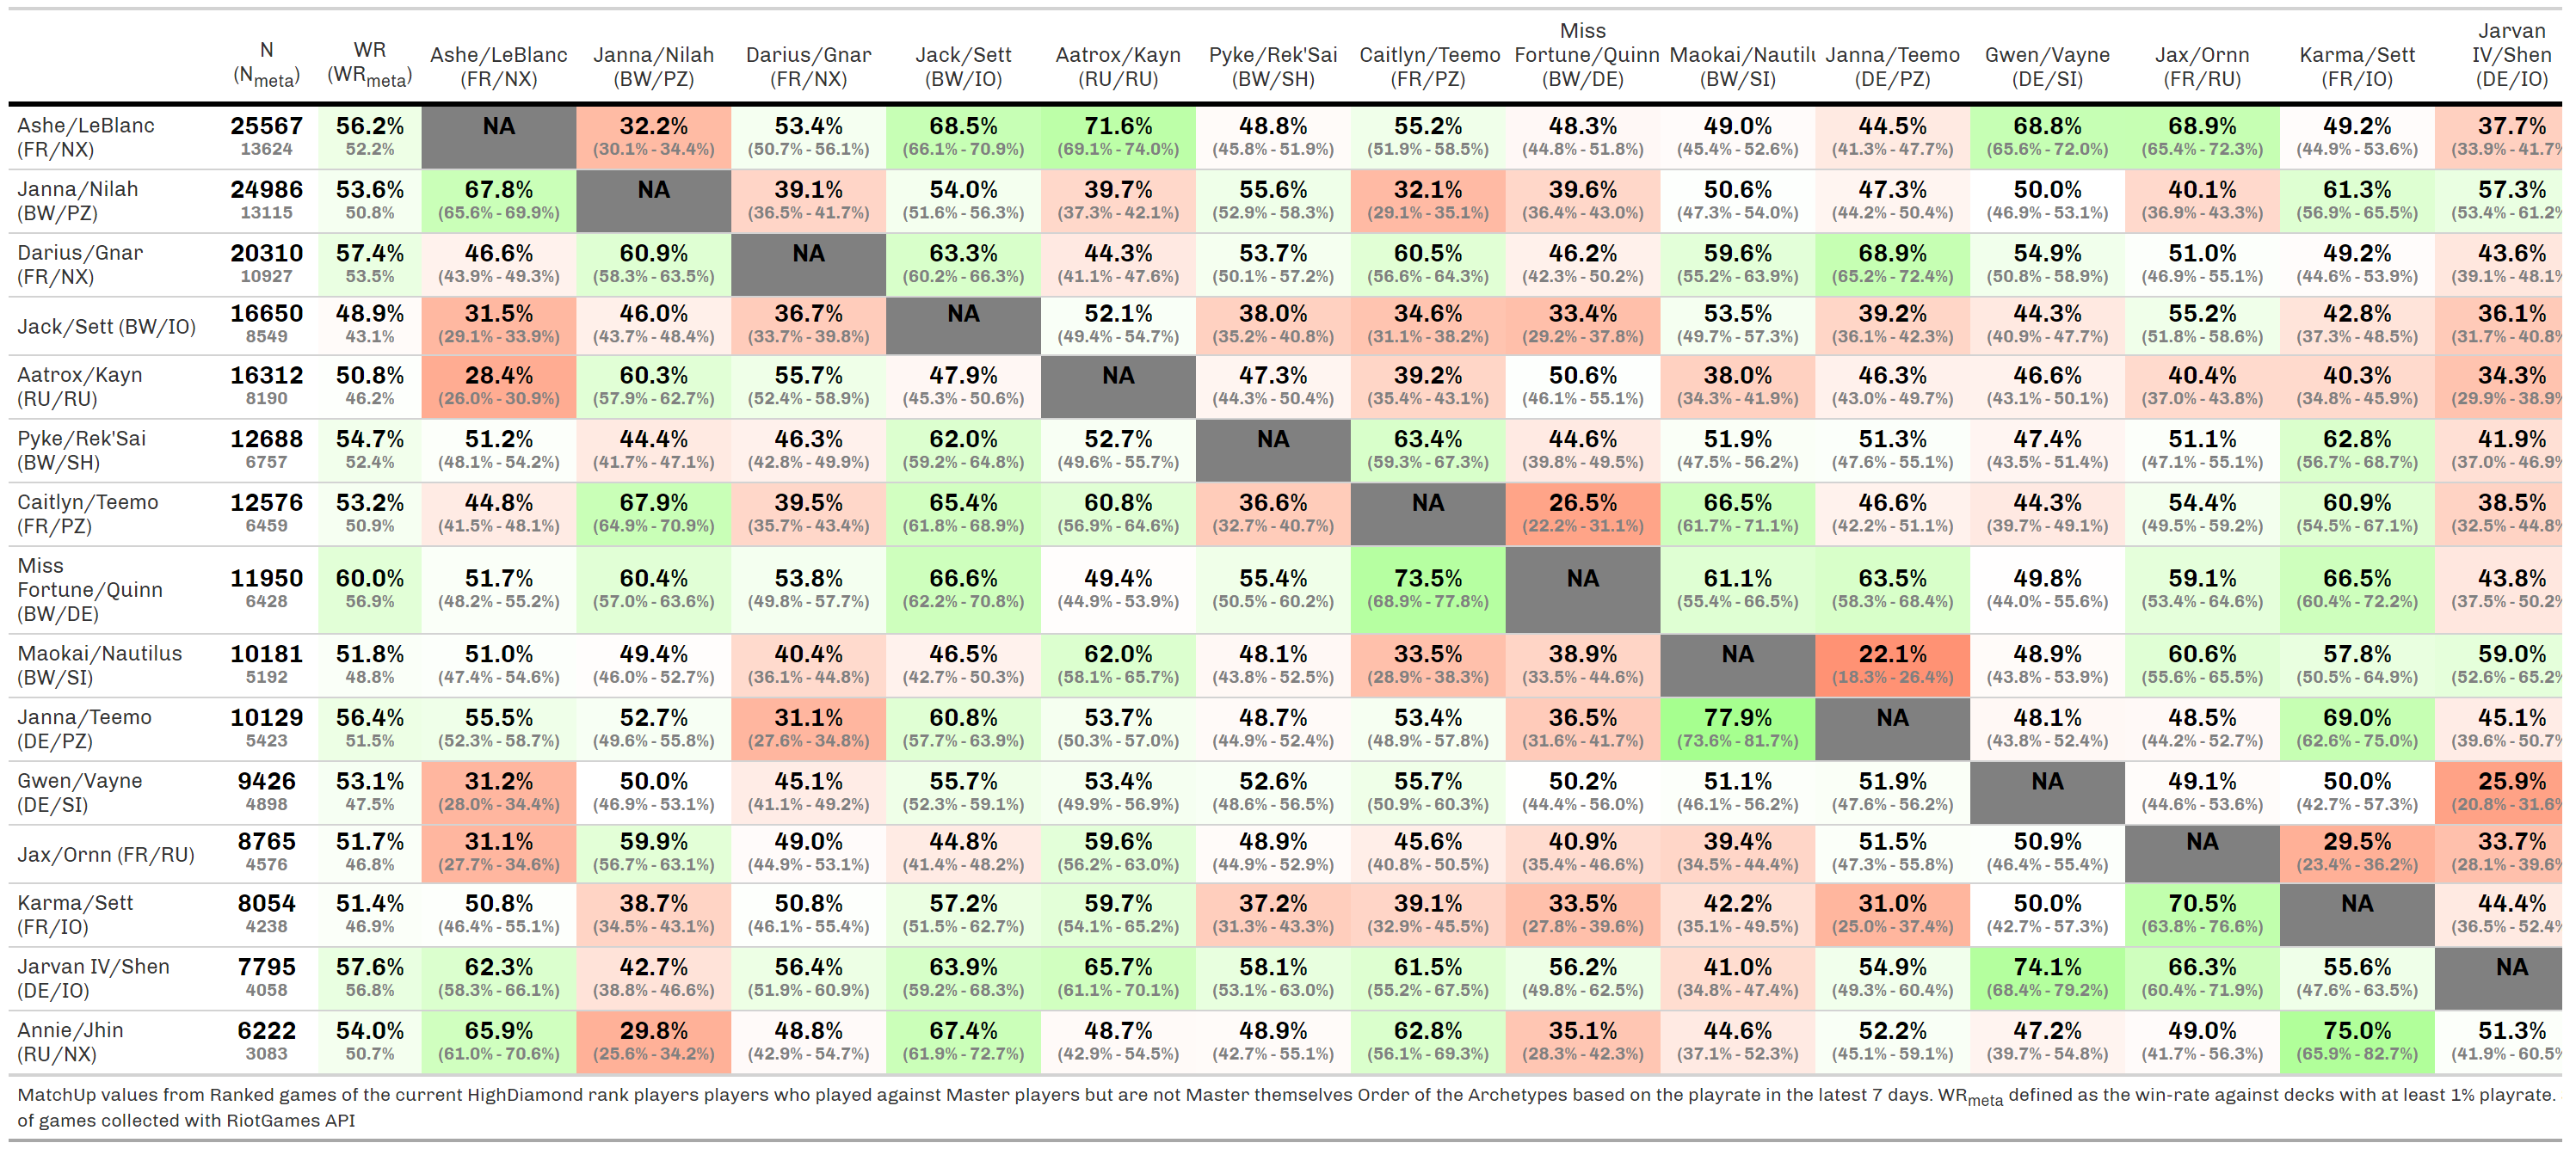 N (N_meta) WR (WR_meta) Ashe/LeBlanc (FR/NX) Janna/Nilah (BW/PZ) Darius/Gnar (FR/NX) Jack/Sett (BW/IO) Aatrox/Kayn (RU/RU) Pyke/Rek'Sai (BW/SH) Caitlyn/Teemo (FR/PZ) Miss Fortune/Quinn (BW/DE) Maokai/Nautilu (BW/SI) Janna/Teemo (DE/PZ) Gwen/Vayne (DE/SI) Jax/Ornn (FR/RU) Karma/Sett (FR/IO) Jarvan IV/Shen (DE/IO)
Ashe/LeBlanc 25567 56.2% NA 32.2% 53.4% 68.5% 71.6% 48.8% 55.2% 48.3% 49.0% 44.5% 68.8% 68.9% 49.2% 37.7%
(FR/NX) 13624 52.2% (30.1% - 34.4%) (50.7% - 56.1%) (66.1% - 70.9%) (69.1% - 74.0%) (45.8% - 51.9%) (51.9% - 58.5%) (44.8% - 51.8%) (45.4% - 52.6%) (41.3% - 47.7%) (65.6% - 72.0%) (65.4% - 72.3%) (44.9% - 53.6%) (33.9% - 41.7%
Janna/Nilah 24986 53.6% 67.8% NA 39.1% 54.0% 39.7% 55.6% 32.1% 39.6% 50.6% 47.3% 50.0% 40.1% 61.3% 57.3%
(BW/PZ) 13115 50.8% (65.6% - 69.9%) (36.5% - 41.7%) (51.6% - 56.3%) (37.3% - 42.1%) (52.9% - 58.3%) (29.1% - 35.1%) (36.4% - 43.0%) (47.3% - 54.0%) (44.2% - 50.4%) (46.9% - 53.1%) (36.9% - 43.3%) (56.9% - 65.5%) (53.4% - 61.2%
Darius/Gnar 20310 57.4% 46.6% 60.9% NA 63.3% 44.3% 53.7% 60.5% 46.2% 59.6% 68.9% 54.9% 51.0% 49.2% 43.6%
(FR/NX) 10927 53.5% (43.9% - 49.3%) (58.3% - 63.5%) (60.2% - 66.3%) (41.1% - 47.6%) (50.1% - 57.2%) (56.6% - 64.3%) (42.3% - 50.2%) (55.2% - 63.9%) (65.2% - 72.4%) (50.8% - 58.9%) (46.9% - 55.1%) (44.6% - 53.9%) (39.1% - 48.1%
Jack/Sett (BW/IO) 16650 48.9% 31.5% 46.0% 36.7% NA 52.1% 38.0% 34.6% 33.4% 53.5% 39.2% 44.3% 55.2% 42.8% 36.1%
8549 43.1% (29.1% - 33.9%) (43.7% - 48.4%) (33.7% - 39.8%) (49.4% - 54.7%) (35.2% - 40.8%) (31.1% - 38.2%) (29.2% - 37.8%) (49.7% - 57.3%) (36.1% - 42.3%) (40.9% - 47.7%) (51.8% - 58.6%) (37.3% - 48.5%) (31.7% - 40.8%
Aatrox/Kayn 16312 50.8% 28.4% 60.3% 55.7% 47.9% NA 47.3% 39.2% 50.6% 38.0% 46.3% 46.6% 40.4% 40.3% 34.3%
(RU/RU) 8190 46.2% (26.0% - 30.9%) (57.9% - 62.7%) (52.4% - 58.9%) (45.3% - 50.6%) (44.3% - 50.4%) (35.4% - 43.1%) (46.1% - 55.1%) (34.3% - 41.9%) (43.0% - 49.7%) (43.1% - 50.1%) (37.0% - 43.8%) (34.8% - 45.9%) (29.9% - 38.9%
Pyke/Rek'Sai 12688 54.7% 51.2% 44.4% 46.3% 62.0% 52.7% NA 63.4% 44.6% 51.9% 51.3% 47.4% 51.1% 62.8% 41.9%
(BW/SH) 6757 52.4% (48.1% - 54.2%) (41.7% - 47.1%) (42.8% - 49.9%) (59.2% - 64.8%) (49.6% - 55.7%) (59.3% - 67.3%) (39.8% - 49.5%) (47.5% - 56.2%) (47.6% - 55.1%) (43.5% - 51.4%) (47.1% - 55.1%) (56.7% - 68.7%) (37.0% - 46.9%
Caitlyn/Teemo 12576 53.2% 44.8% 67.9% 39.5% 65.4% 60.8% 36.6% NA 26.5% 66.5% 46.6% 44.3% 54.4% 60.9% 38.5%
(FR/PZ) 6459 50.9% (41.5% - 48.1%) (64.9% - 70.9%) (35.7% - 43.4%) (61.8% - 68.9%) (56.9% - 64.6%) (32.7% - 40.7%) (22.2% - 31.1%) (61.7% - 71.1%) (42.2% - 51.1%) (39.7% - 49.1%) (49.5% - 59.2%) (54.5% - 67.1%) (32.5% - 44.8%
Miss
Fortune/Quinn 11950 60.0% 51.7% 60.4% 53.8% 66.6% 49.4% 55.4% 73.5% NA 61.1% 63.5% 49.8% 59.1% 66.5% 43.8%
(BW/DE) 6428 56.9% (48.2% - 55.2%) (57.0% - 63.6%) (49.8% - 57.7%) (62.2% - 70.8%) (44.9% - 53.9%) (50.5% - 60.2%) (68.9% - 77.8%) (55.4% - 66.5%) (58.3% - 68.4%) (44.0% - 55.6%) (53.4% - 64.6%) (60.4% - 72.2%) (37.5% - 50.2%
Maokai/Nautilus 10181 51.8% 51.0% 49.4% 40.4% 46.5% 62.0% 48.1% 33.5% 38.9% NA 22.1% 48.9% 60.6% 57.8% 59.0%
(BW/SI) 5192 48.8% (47.4% - 54.6%) (46.0% - 52.7%) (36.1% - 44.8%) (42.7% - 50.3%) (58.1% - 65.7%) (43.8% - 52.5%) (28.9% - 38.3%) (33.5% - 44.6%) (18.3% - 26.4%) (43.8% - 53.9%) (55.6% - 65.5%) (50.5% - 64.9%) (52.6% - 65.2%
Janna/Teemo 10129 56.4% 55.5% 52.7% 31.1% 60.8% 53.7% 48.7% 53.4% 36.5% 77.9% NA 48.1% 48.5% 69.0% 45.1%
(DE/PZ) 5423 51.5% (52.3% - 58.7%) (49.6% - 55.8%) (27.6% - 34.8%) (57.7% - 63.9%) (50.3% - 57.0%) (44.9% - 52.4%) (48.9% - 57.8%) (31.6% - 41.7%) (73.6% - 81.7%) (43.8% - 52.4%) (44.2% - 52.7%) (62.6% - 75.0%) (39.6% - 50.7%
Gwen/Vayne 9426 53.1% 31.2% 50.0% 45.1% 55.7% 53.4% 52.6% 55.7% 50.2% 51.1% 51.9% NA 49.1% 50.0% 25.9%
(DE/SI) 4898 47.5% (28.0% - 34.4%) (46.9% - 53.1%) (41.1% - 49.2%) (52.3% - 59.1%) (49.9% - 56.9%) (48.6% - 56.5%) (50.9% - 60.3%) (44.4% - 56.0%) (46.1% - 56.2%) (47.6% - 56.2%) (44.6% - 53.6%) (42.7% - 57.3%) (20.8% - 31.6%
Jax/Ornn (FR/RU) 8765 51.7% 31.1% 59.9% 49.0% 44.8% 59.6% 48.9% 45.6% 40.9% 39.4% 51.5% 50.9% NA 29.5% 33.7%
4576 46.8% (27.7% - 34.6%) (56.7% - 63.1%) (44.9% - 53.1%) (41.4% - 48.2%) (56.2% - 63.0%) (44.9% - 52.9%) (40.8% - 50.5%) (35.4% - 46.6%) (34.5% - 44.4%) (47.3% - 55.8%) (46.4% - 55.4%) (23.4% - 36.2%) (28.1% - 39.6%
Karma/Sett 8054 51.4% 50.8% 38.7% 50.8% 57.2% 59.7% 37.2% 39.1% 33.5% 42.2% 31.0% 50.0% 70.5% NA 44.4%
(FR/IO) 4238 46.9% (46.4% - 55.1%) (34.5% - 43.1%) (46.1% - 55.4%) (51.5% - 62.7%) (54.1% - 65.2%) (31.3% - 43.3%) (32.9% - 45.5%) (27.8% - 39.6%) (35.1% - 49.5%) (25.0% - 37.4%) (42.7% - 57.3%) (63.8% - 76.6%) (36.5% - 52.4%
Jarvan IV/Shen 7795 57.6% 62.3% 42.7% 56.4% 63.9% 65.7% 58.1% 61.5% 56.2% 41.0% 54.9% 74.1% 66.3% 55.6% NA
(DE/IO) 4058 56.8% (58.3% - 66.1%) (38.8% - 46.6%) (51.9% - 60.9%) (59.2% - 68.3%) (61.1% - 70.1%) (53.1% - 63.0%) (55.2% - 67.5%) (49.8% - 62.5%) (34.8% - 47.4%) (49.3% - 60.4%) (68.4% - 79.2%) (60.4% - 71.9%) (47.6% - 63.5%)
Annie/Jhin 6222 54.0% 65.9% 29.8% 48.8% 67.4% 48.7% 48.9% 62.8% 35.1% 44.6% 52.2% 47.2% 49.0% 75.0% 51.3%
(RU/NX) 3083 50.7% (61.0% - 70.6%) (25.6% - 34.2%) (42.9% - 54.7%) (61.9% - 72.7%) (42.9% - 54.5%) (42.7% - 55.1%) (56.1% - 69.3%) (28.3% - 42.3%) (37.1% - 52.3%) (45.1% - 59.1%) (39.7% - 54.8%) (41.7% - 56.3%) (65.9% - 82.7%) (41.9% - 60.5%
MatchUp values from Ranked games of the current HighDiamond rank players players who played against Master players but are not Master themselves Order of the Archetypes based on the playrate in the latest 7 days. WR_meta defined as the win-rate against decks with at least 1% playrate.
of games collected with RiotGames API